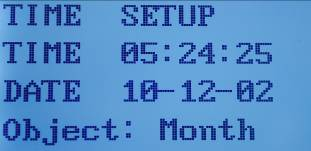 TIME SETUP
TIME 05:24:25
DATE 10-12-02
Object: Month